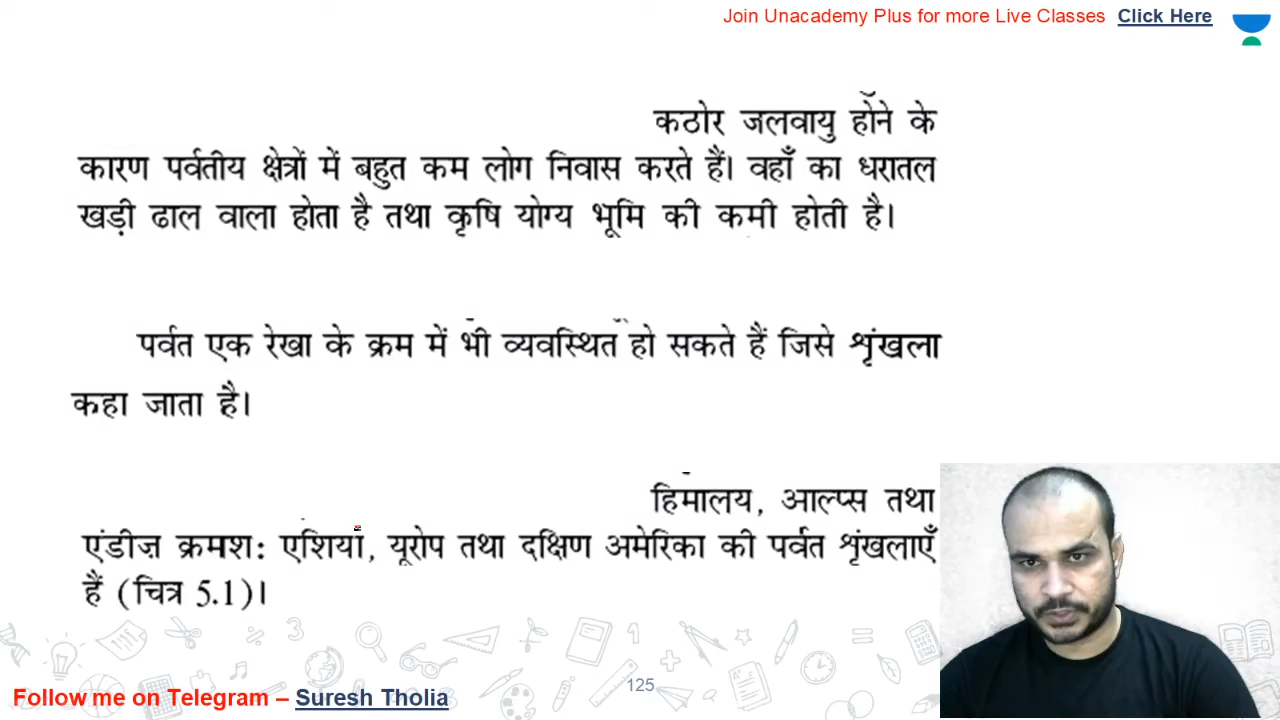 Join Unacademy Plus for more Live Classes Click Here
कठोर जलवायु होने के
कारण पर्वतीय क्षेत्रों में बहुत कम लोग निवास करते हैं। वहाँ का धरातल
खड़ी ढाल वाला होता है तथा कृषि योग्य भूमि की कमी होती है।
पर्वत एक रेखा के क्रम में भी व्यवस्थित हो सकते हैं जिसे शृंखला
कहा जाता है।
हिमालय, आल्प्स तथा
एंडीज क्रमश: एशिया, यूरोप तथा दक्षिण अमेरिका की पर्वत शृंखलाएँ
हैं (चित्र 5.1)।
125
Follow me on Telegram – Suresh Tholia